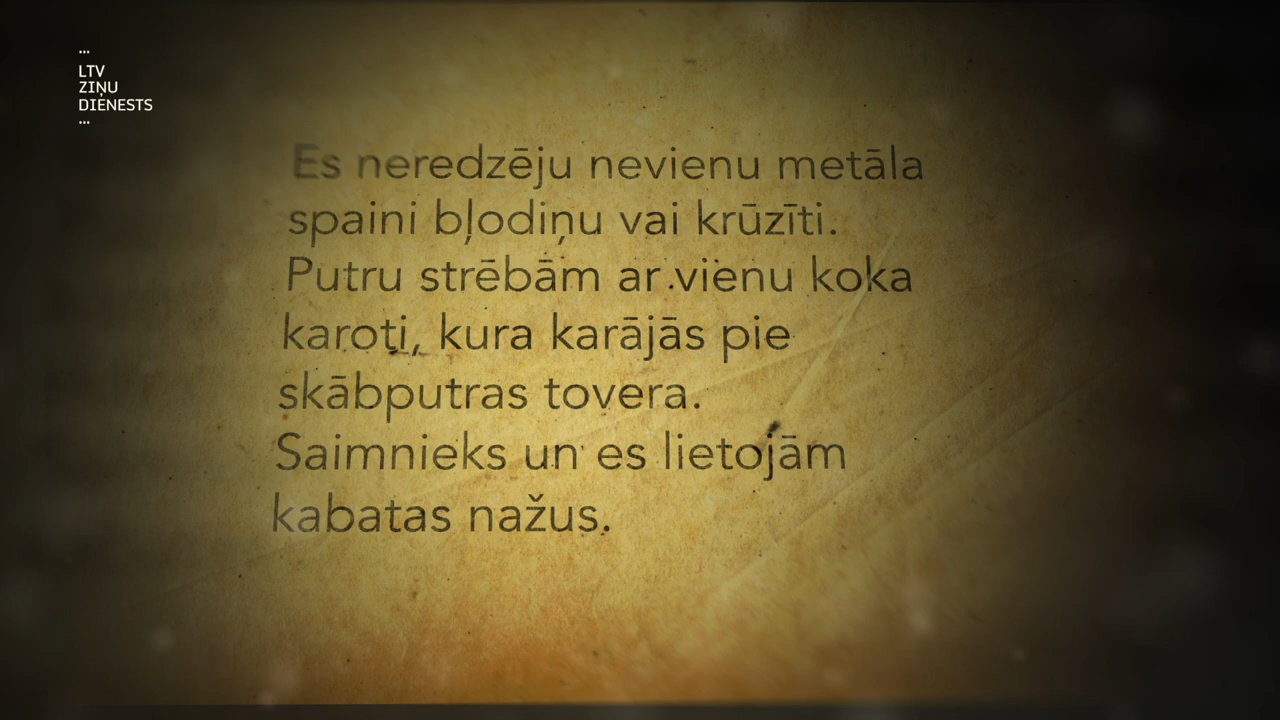 ...
LTV
ZIŅU
DIENESTS
...
Es neredzēju nevienu metāla
spaini bļodiņu vai krūzīti.
Putru strēbām ar vienu koka
karoti, kura karājās pie
skābputras tovera.
Saimnieks un es lietojām
kabatas nažus.